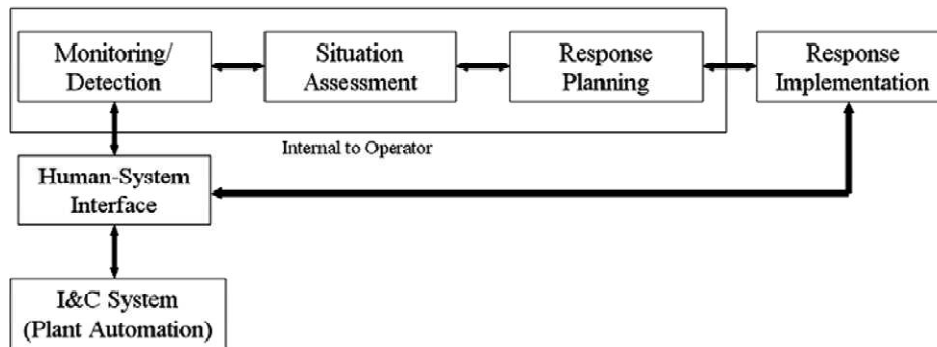 Monitoring/
Detection
Situation
Assessment
Response
Planning
Response
Implementation
Internal to Operator
Human-System
Interface
I&C System
(Plant Automation)